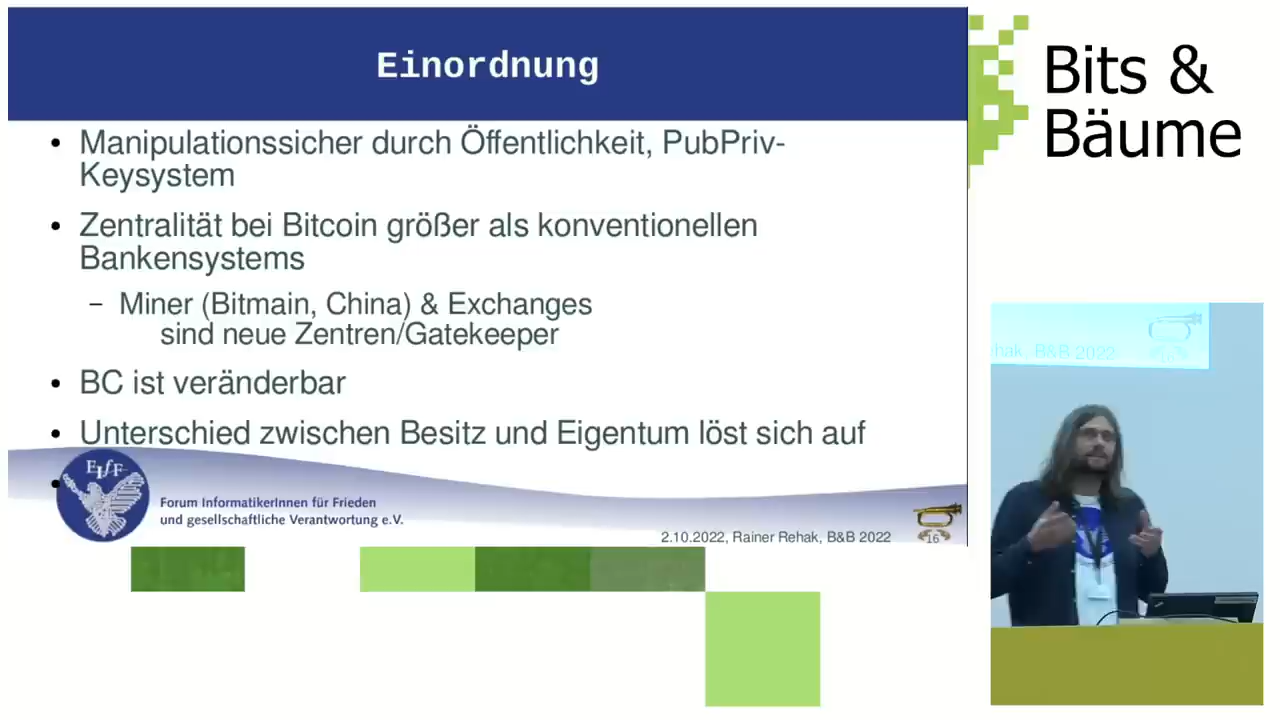 Einordnung
Bits &
Bäume
• Manipulationssicher durch Öffentlichkeit, PubPriv-
Keysystem
• Zentralität bei Bitcoin größer als konventionellen
Bankensystems
– Miner (Bitmain, China) & Exchanges
sind neue Zentren/Gatekeeper
• BC ist veränderbar
• Unterschied zwischen Besitz und Eigentum löst sich auf
•
FIfF
Forum InformatikerInnen für Frieden
und gesellschaftliche Verantwortung e.V.
2.10.2022, Rainer Rehak, B&B 2022
16
hak, B&B 2022